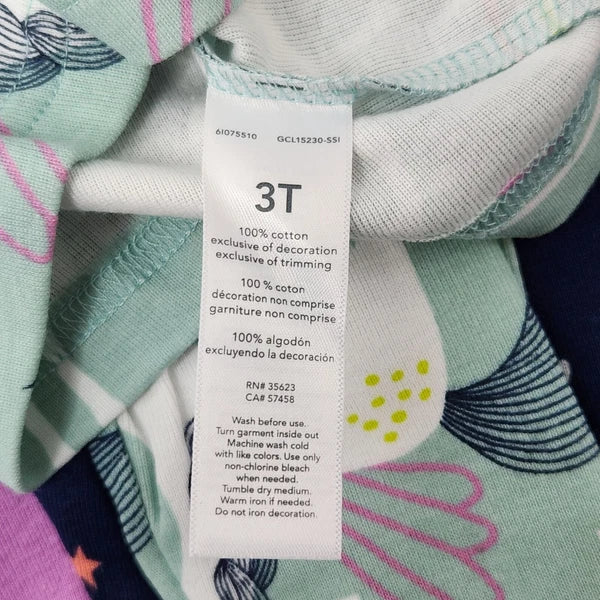 6I075510 GCL15230-SSI
3T
100% cotton
exclusive of decoration
exclusive of trimming
100 % coton
décoration non comprise
garniture non comprise
100% algodón
excluyendo la decoración
RN# 35623
CA# 57458
Wash before use.
Turn garment inside out
Machine wash cold
with like colors. Use only
non-chlorine bleach
when needed.
Tumble dry medium.
Warm iron if needed.
Do not iron decoration.